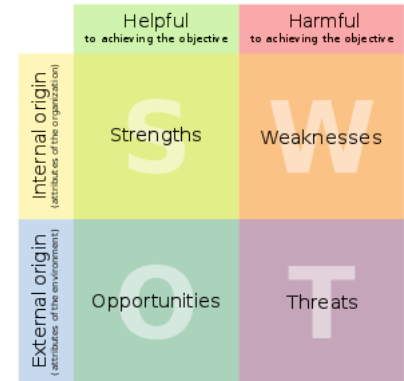 Helpful
to achieving the objective
Harmful
to achieving the objective
Internal origin
(attributes of the organization)
S
Strengths
W
Weaknesses
External origin
(attributes of the environment)
O
Opportunities
T
Threats